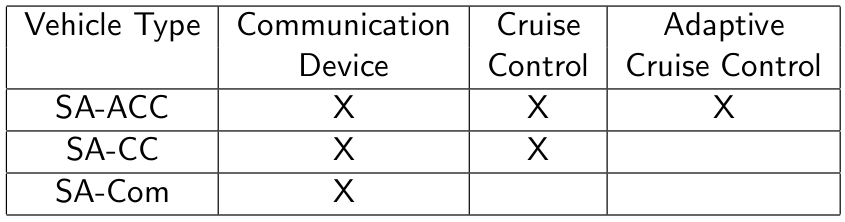 Vehicle Type Communication Cruise Adaptive
Device Control Cruise Control
SA-ACC X X X
SA-CC X X
SA-Com X